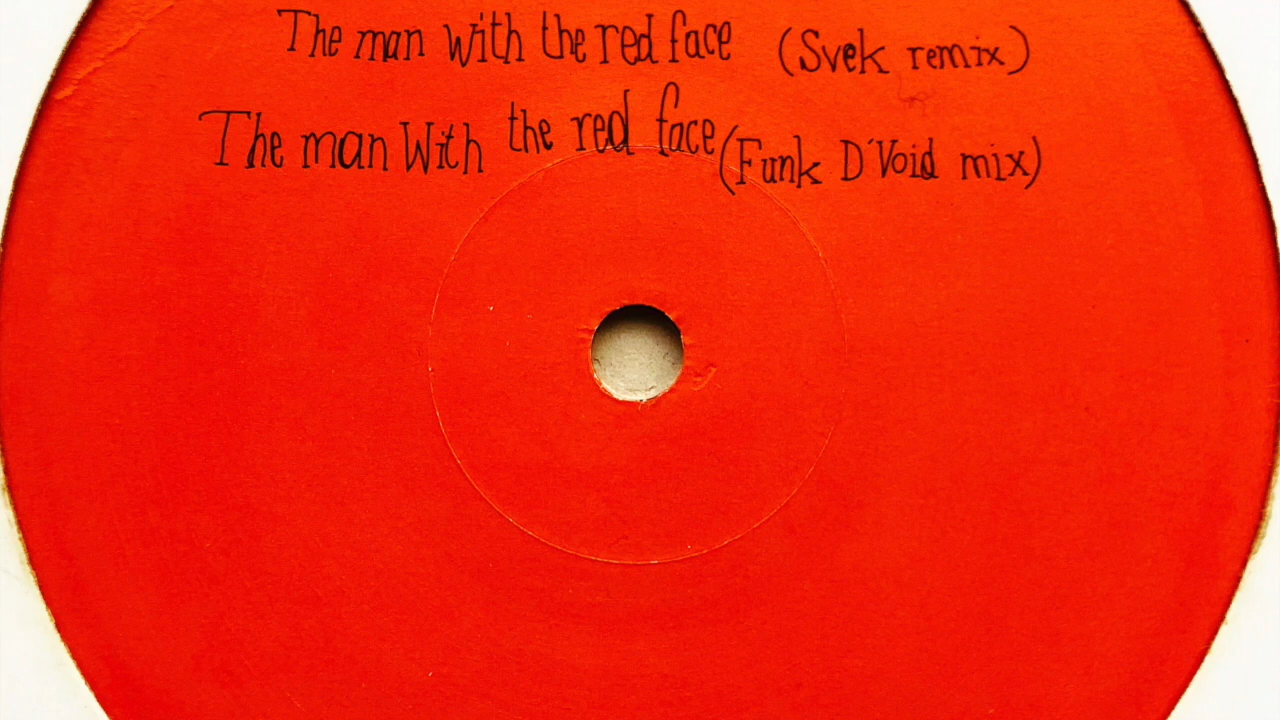 The man with the red face (Svek remix)
The man With the red face (Funk D'Void mix)